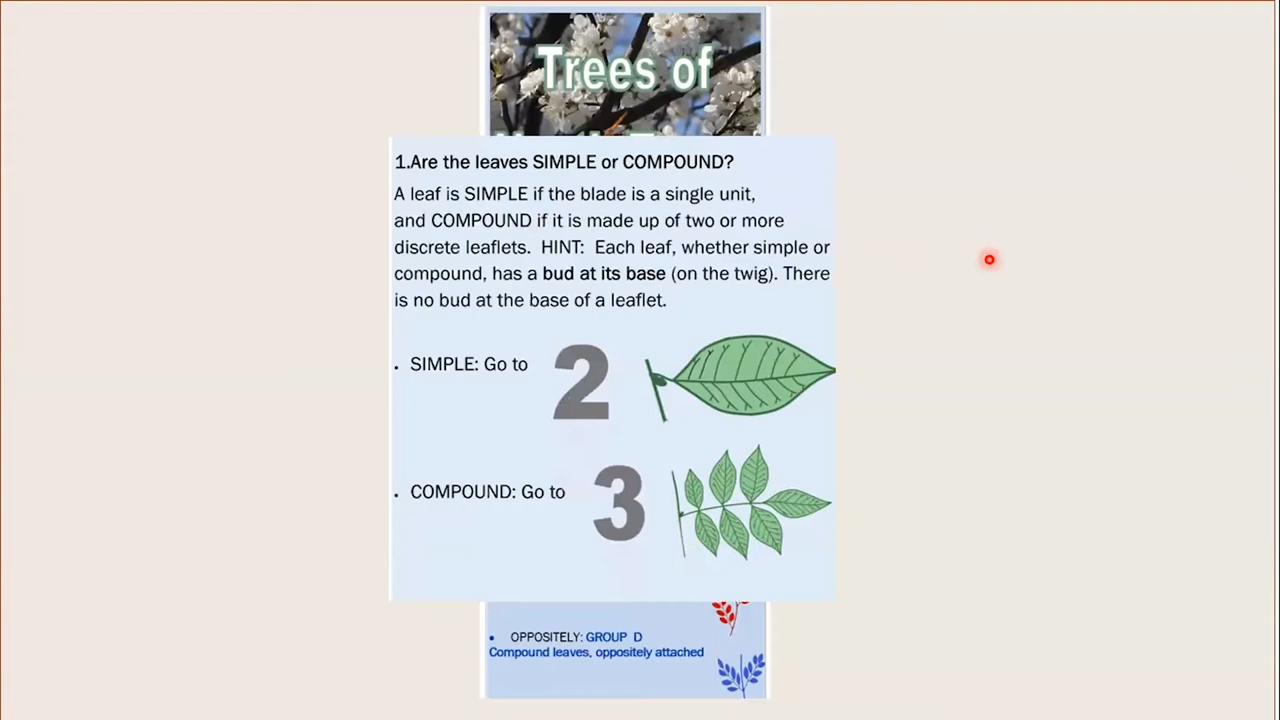 Trees of
1.Are the leaves SIMPLE or COMPOUND?
A leaf is SIMPLE if the blade is a single unit,
and COMPOUND if it is made up of two or more
discrete leaflets. HINT: Each leaf, whether simple or
compound, has a bud at its base (on the twig). There
is no bud at the base of a leaflet.
• SIMPLE: Go to 2
• COMPOUND: Go to 3
• OPPOSITELY: GROUP D
Compound leaves, oppositely attached